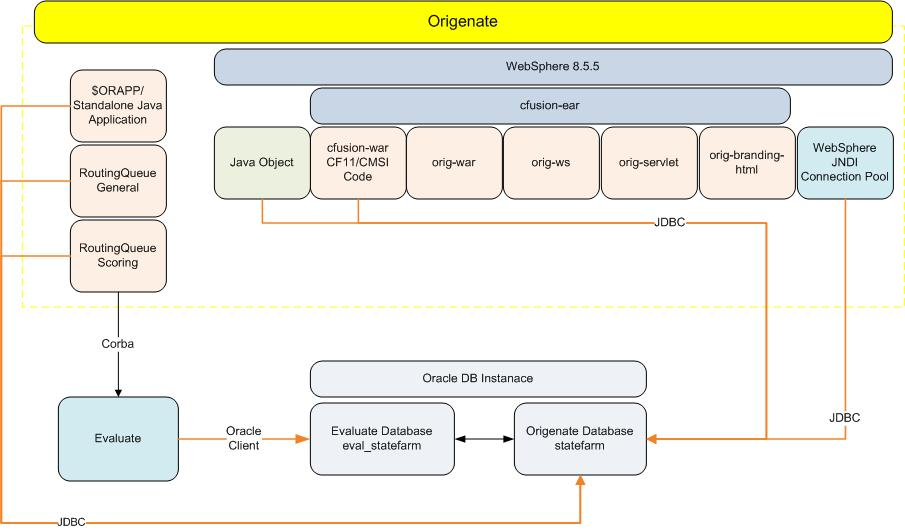 Origenate
WebSphere 8.5.5
cfusion-ear
$ORAPP/
Standalone Java
Application
Java Object
cfusion-war
CF11/CMSI
Code
orig-war
orig-ws
orig-servlet
orig-branding-
html
WebSphere
JNDI
Connection Pool
RoutingQueue
General
JDBC
RoutingQueue
Scoring
Corba
Oracle DB Instanace
Evaluate
Oracle
Client
Evaluate Database
eval_statefarm
Origenate Database
statefarm
JDBC
JDBC